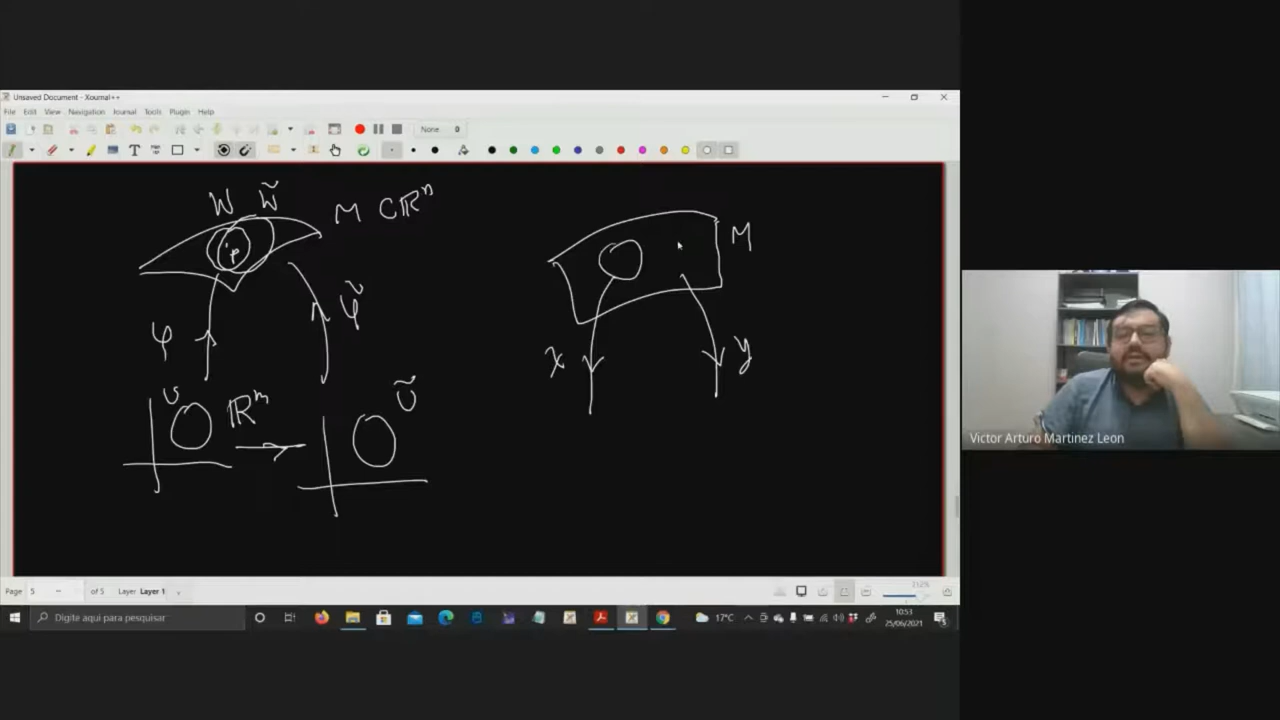 Unsaved Document - Xournal++
File Edit View Navigation Journal Tools Plugin Help
None 0
W W̃ M ⊂ ℝⁿ
p
M
φ φ̃
x y
U ℝᵐ Ũ
Page 5 of 5 Layer Layer 1 212%
Digite aqui para pesquisar
17°C
10:53
25/06/2021
Victor Arturo Martinez Leon